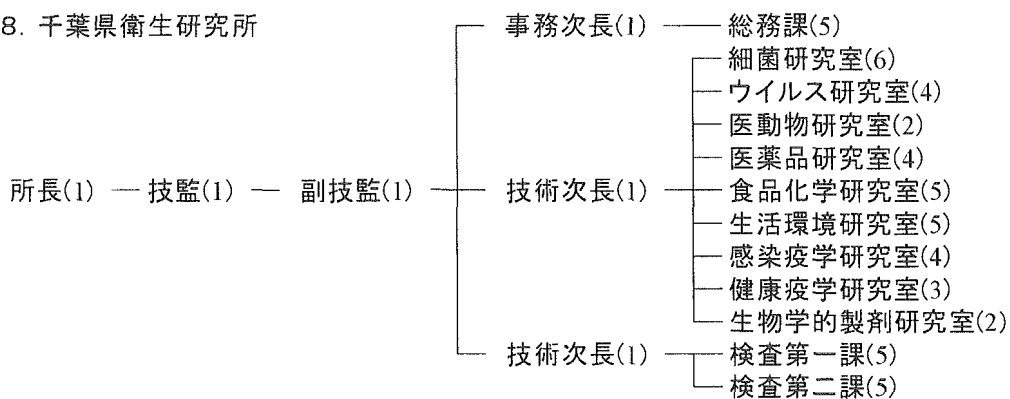 8. 千葉県衛生研究所
事務次長(1) 総務課(5)
細菌研究室(6)
ウイルス研究室(4)
医動物研究室(2)
医薬品研究室(4)
所長(1) 技監(1) 副技監(1) 技術次長(1) 食品化学研究室(5)
生活環境研究室(5)
感染疫学研究室(4)
健康疫学研究室(3)
生物学的製剤研究室(2)
技術次長(1) 検査第一課(5)
検査第二課(5)